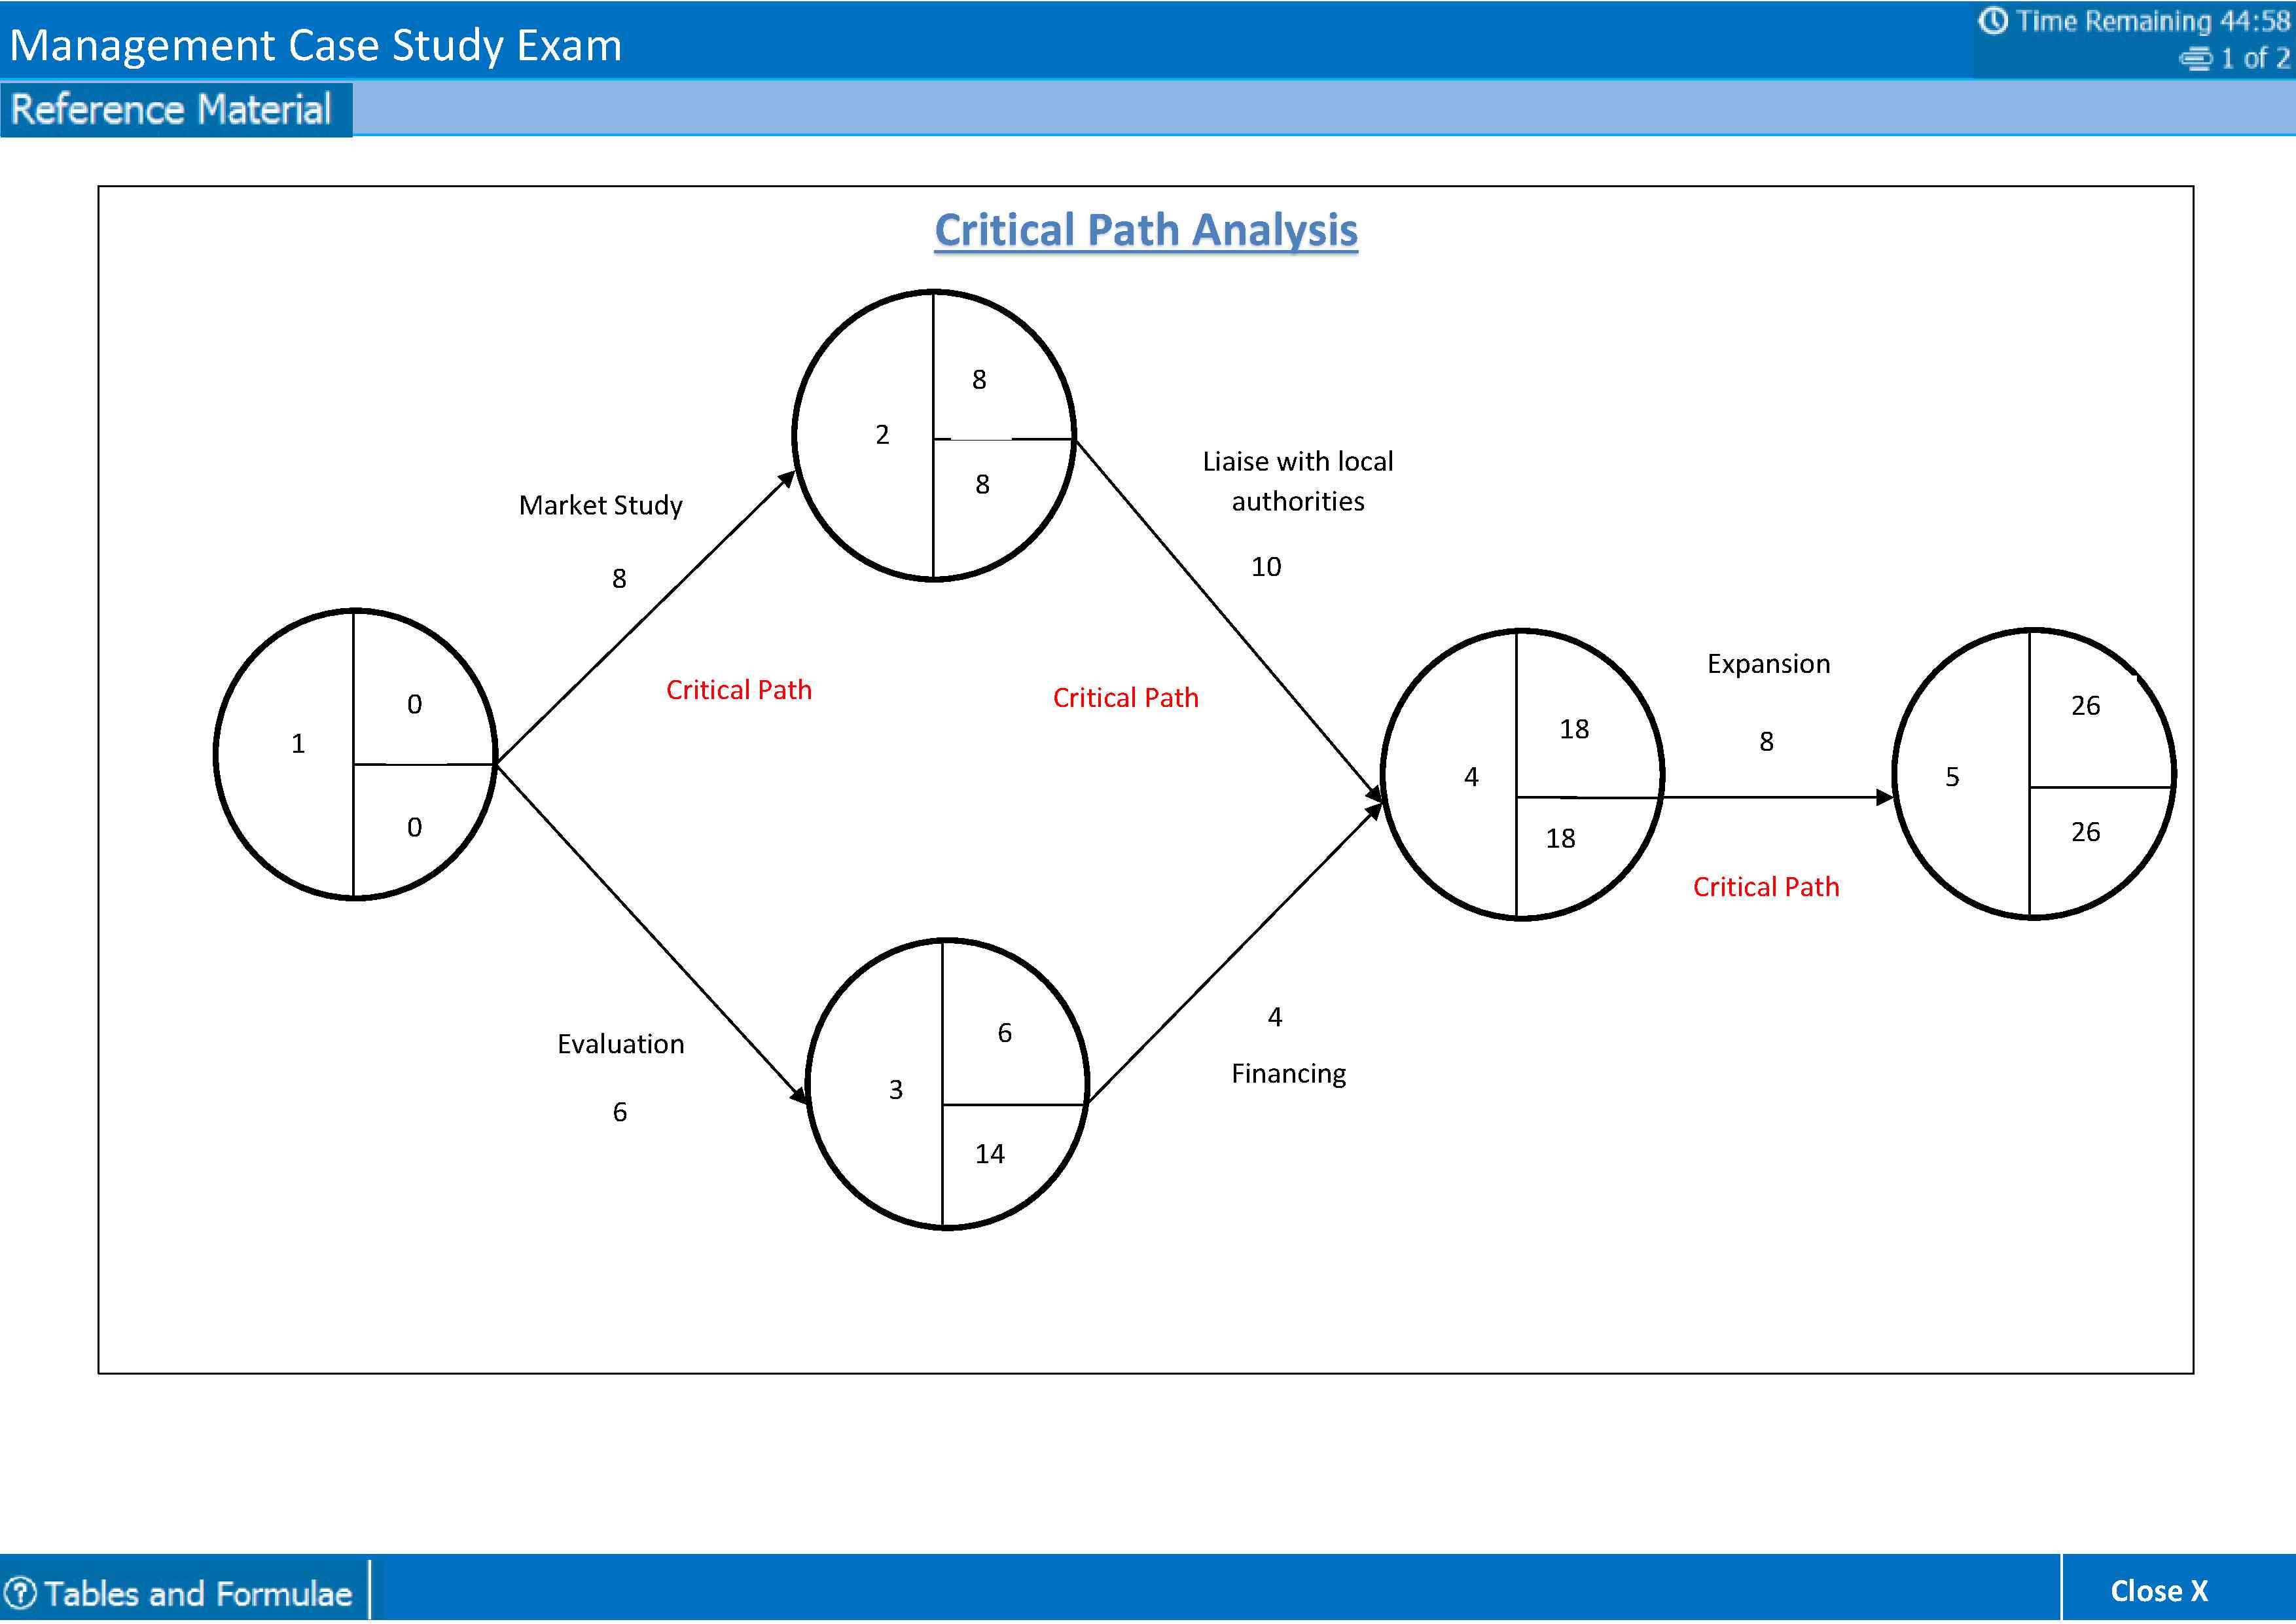 Management Case Study Exam
Time Remaining 44:58
1 of 2
Reference Material
Critical Path Analysis
8
2
8
Liaise with local
authorities
10
Market Study
8
Critical Path
Critical Path
0
1
0
Expansion
8
18
4
18
26
5
26
Critical Path
6
3
14
Evaluation
6
4
Financing
Tables and Formulae
Close X